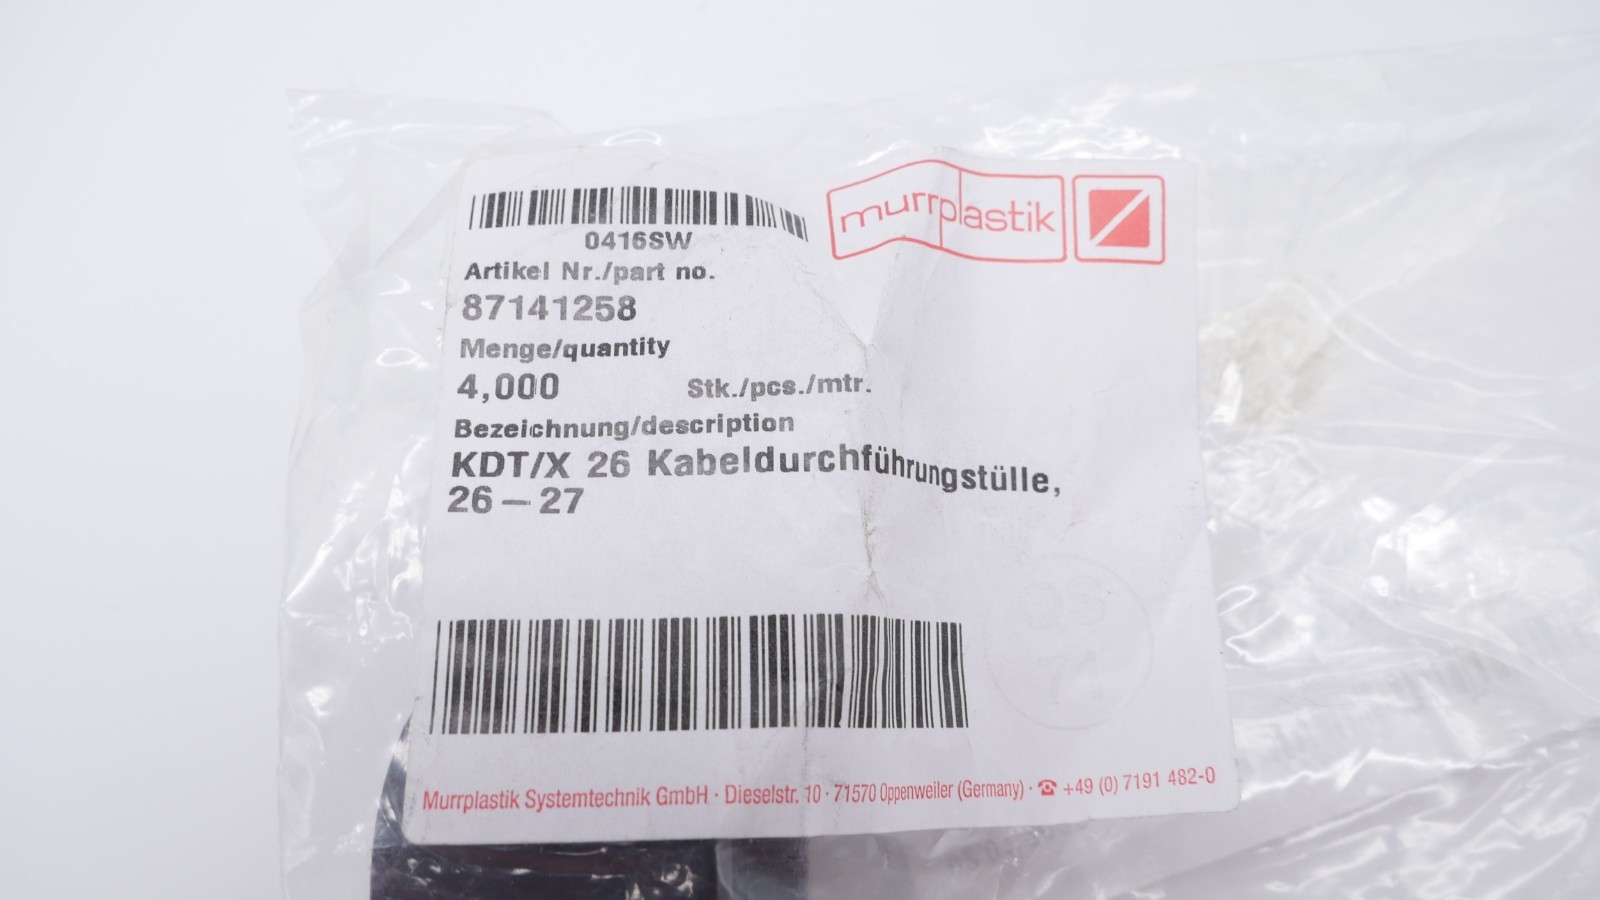 murrplastik
0416SW
Artikel Nr./part no.
87141258
Menge/quantity
4,000 Stk./pcs./mtr.
Bezeichnung/description
KDT/X 26 Kabeldurchführungstülle,
26 – 27
Murrplastik Systemtechnik GmbH · Dieselstr. 10 · 71570 Oppenweiler (Germany) · ☎ +49 (0) 7191 482-0